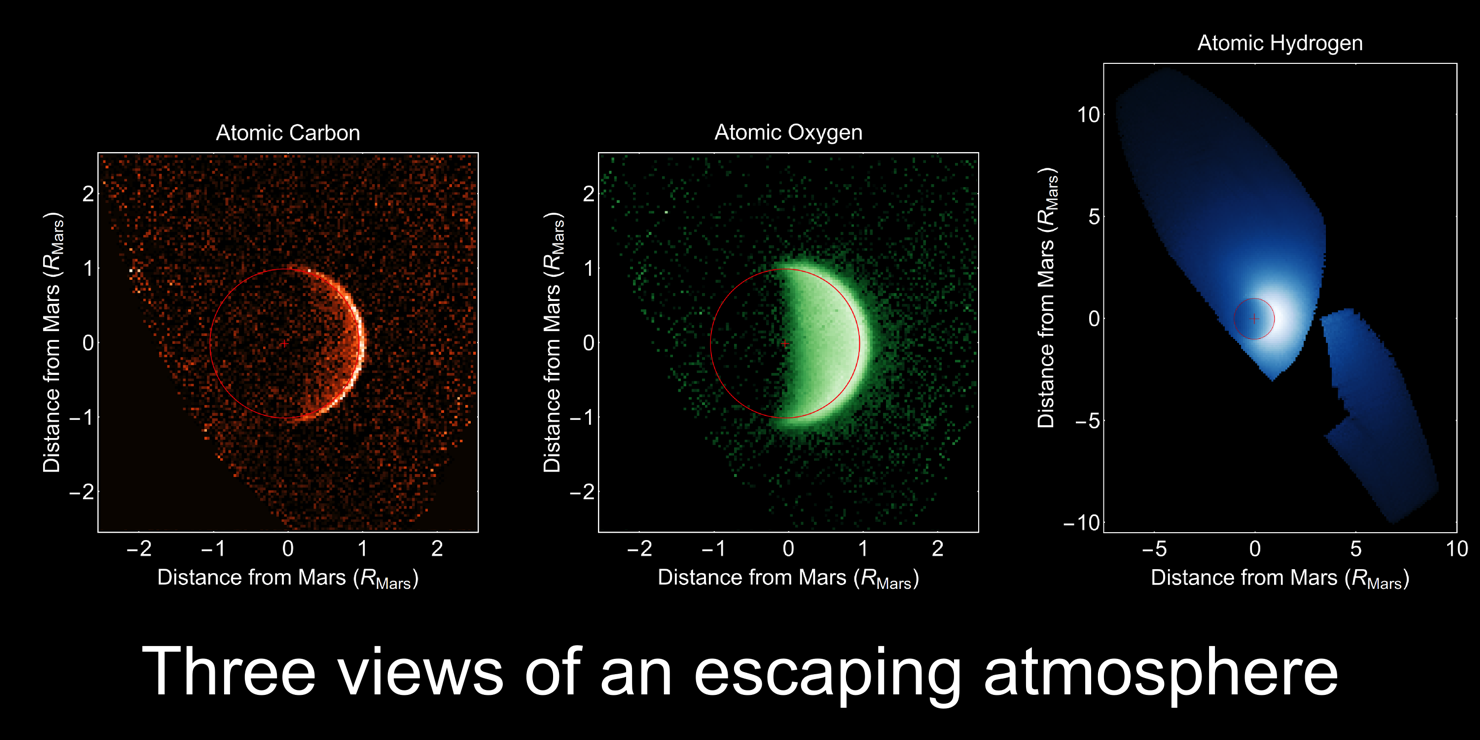 Atomic Carbon
2
1
0
−1
−2
−2
−1
0
1
2
Distance from Mars (RMars)
Distance from Mars (RMars)
Atomic Oxygen
2
1
0
−1
−2
−2
−1
0
1
2
Distance from Mars (RMars)
Distance from Mars (RMars)
Atomic Hydrogen
10
5
0
−5
−10
−5
0
5
10
Distance from Mars (RMars)
Distance from Mars (RMars)
Three views of an escaping atmosphere